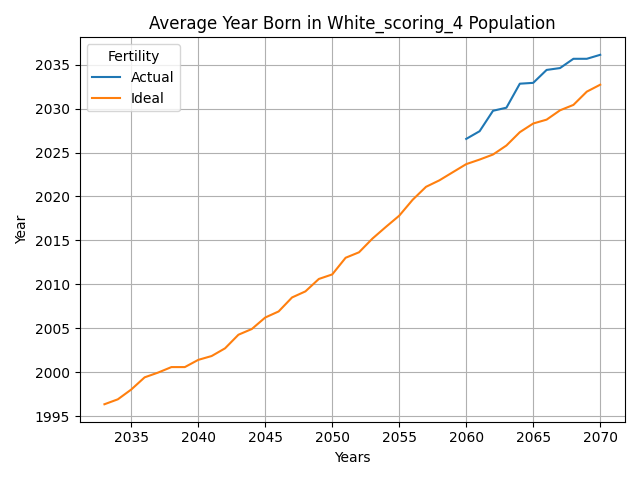 Average Year Born in White_scoring_4 Population
Fertility
Actual
Ideal
Year
2035
2030
2025
2020
2015
2010
2005
2000
1995
2035 2040 2045 2050 2055 2060 2065 2070
Years